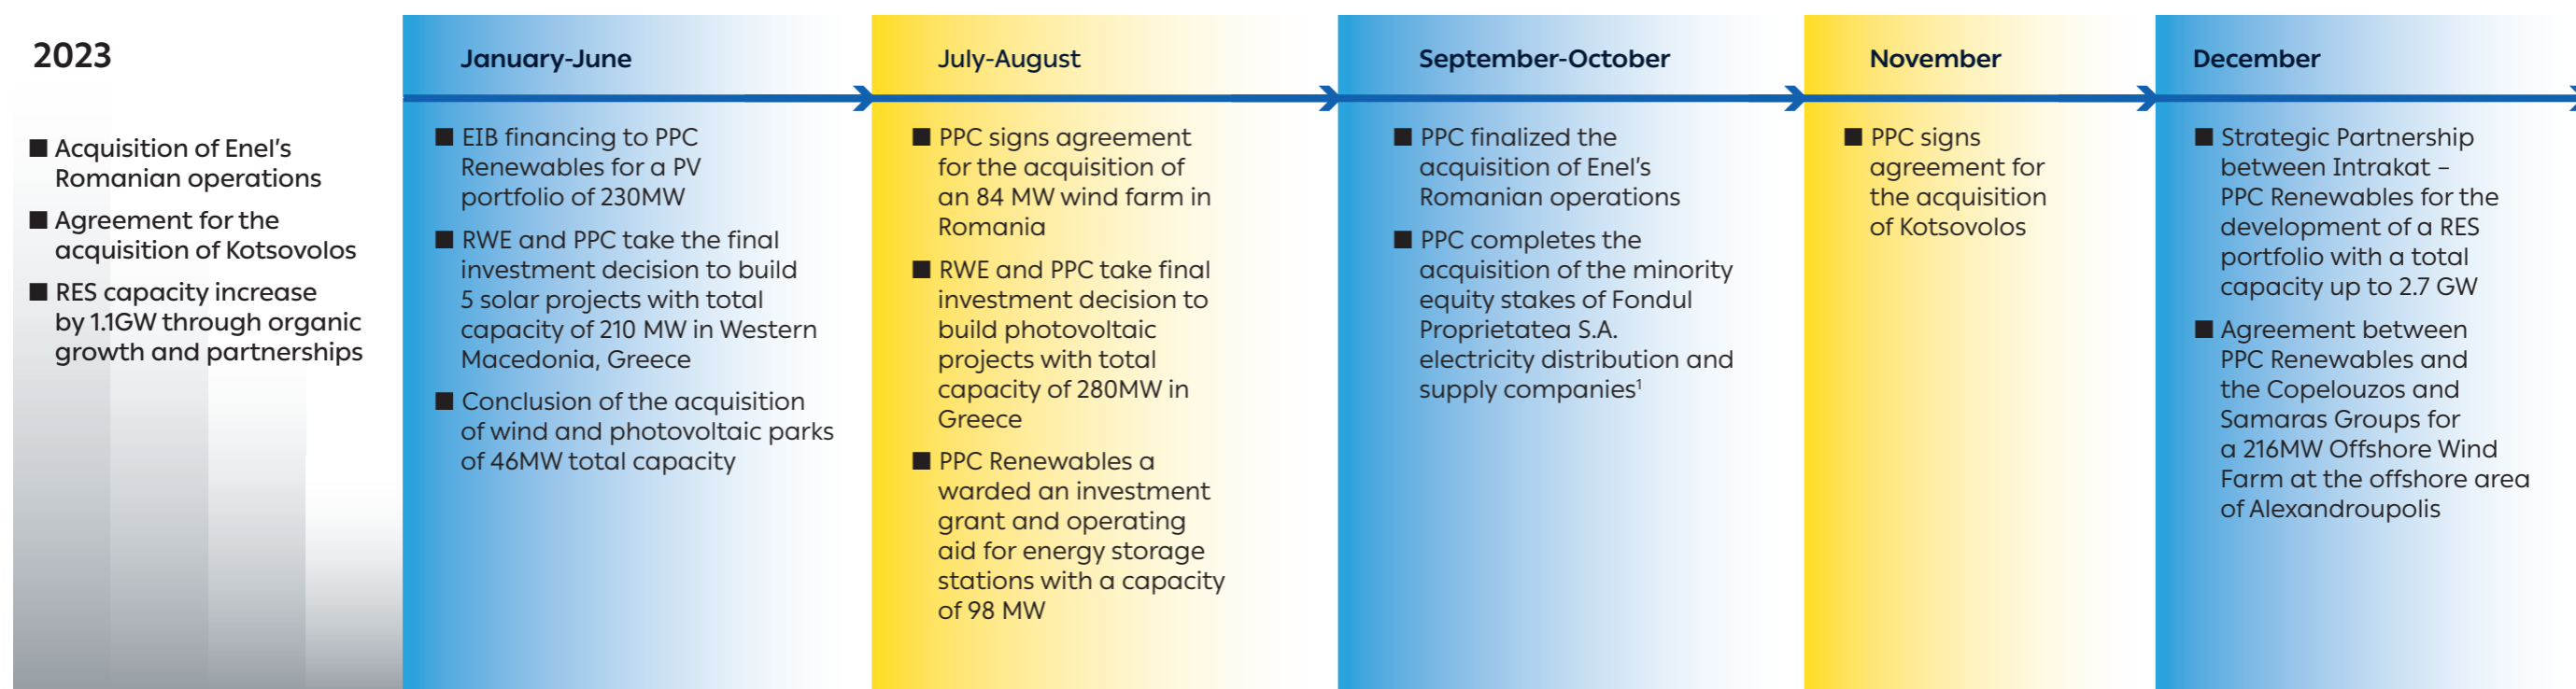 2023
■ Acquisition of Enel's
Romanian operations
■ Agreement for the
acquisition of Kotsovolos
■ RES capacity increase
by 1.1GW through organic
growth and partnerships
January-June
■ EIB financing to PPC
Renewables for a PV
portfolio of 230MW
■ RWE and PPC take the final
investment decision to build
5 solar projects with total
capacity of 210 MW in Western
Macedonia, Greece
■ Conclusion of the acquisition
of wind and photovoltaic parks
of 46MW total capacity
July-August
■ PPC signs agreement
for the acquisition of
an 84 MW wind farm in
Romania
■ RWE and PPC take final
investment decision to
build photovoltaic
projects with total
capacity of 280MW in
Greece
■ PPC Renewables a
warded an investment
grant and operating
aid for energy storage
stations with a capacity
of 98 MW
September-October
■ PPC finalized the
acquisition of Enel's
Romanian operations
■ PPC completes the
acquisition of the minority
equity stakes of Fondul
Proprietatea S.A.
electricity distribution and
supply companies¹
November
■ PPC signs
agreement for
the acquisition
of Kotsovolos
December
■ Strategic Partnership
between Intrakat –
PPC Renewables for the
development of a RES
portfolio with a total
capacity up to 2.7 GW
■ Agreement between
PPC Renewables and
the Copelouzos and
Samaras Groups for
a 216MW Offshore Wind
Farm at the offshore area
of Alexandroupolis